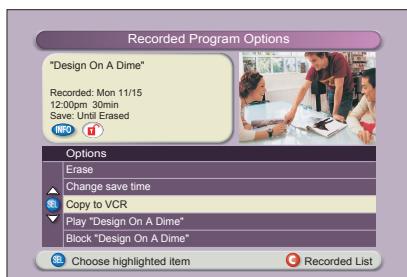 Recorded Program Options
"Design On A Dime"
Recorded: Mon 11/15
12:00pm 30min
Save: Until Erased
INFO
Options
Erase
Change save time
SEL Copy to VCR
Play "Design On A Dime"
Block "Design On A Dime"
SEL Choose highlighted item C Recorded List